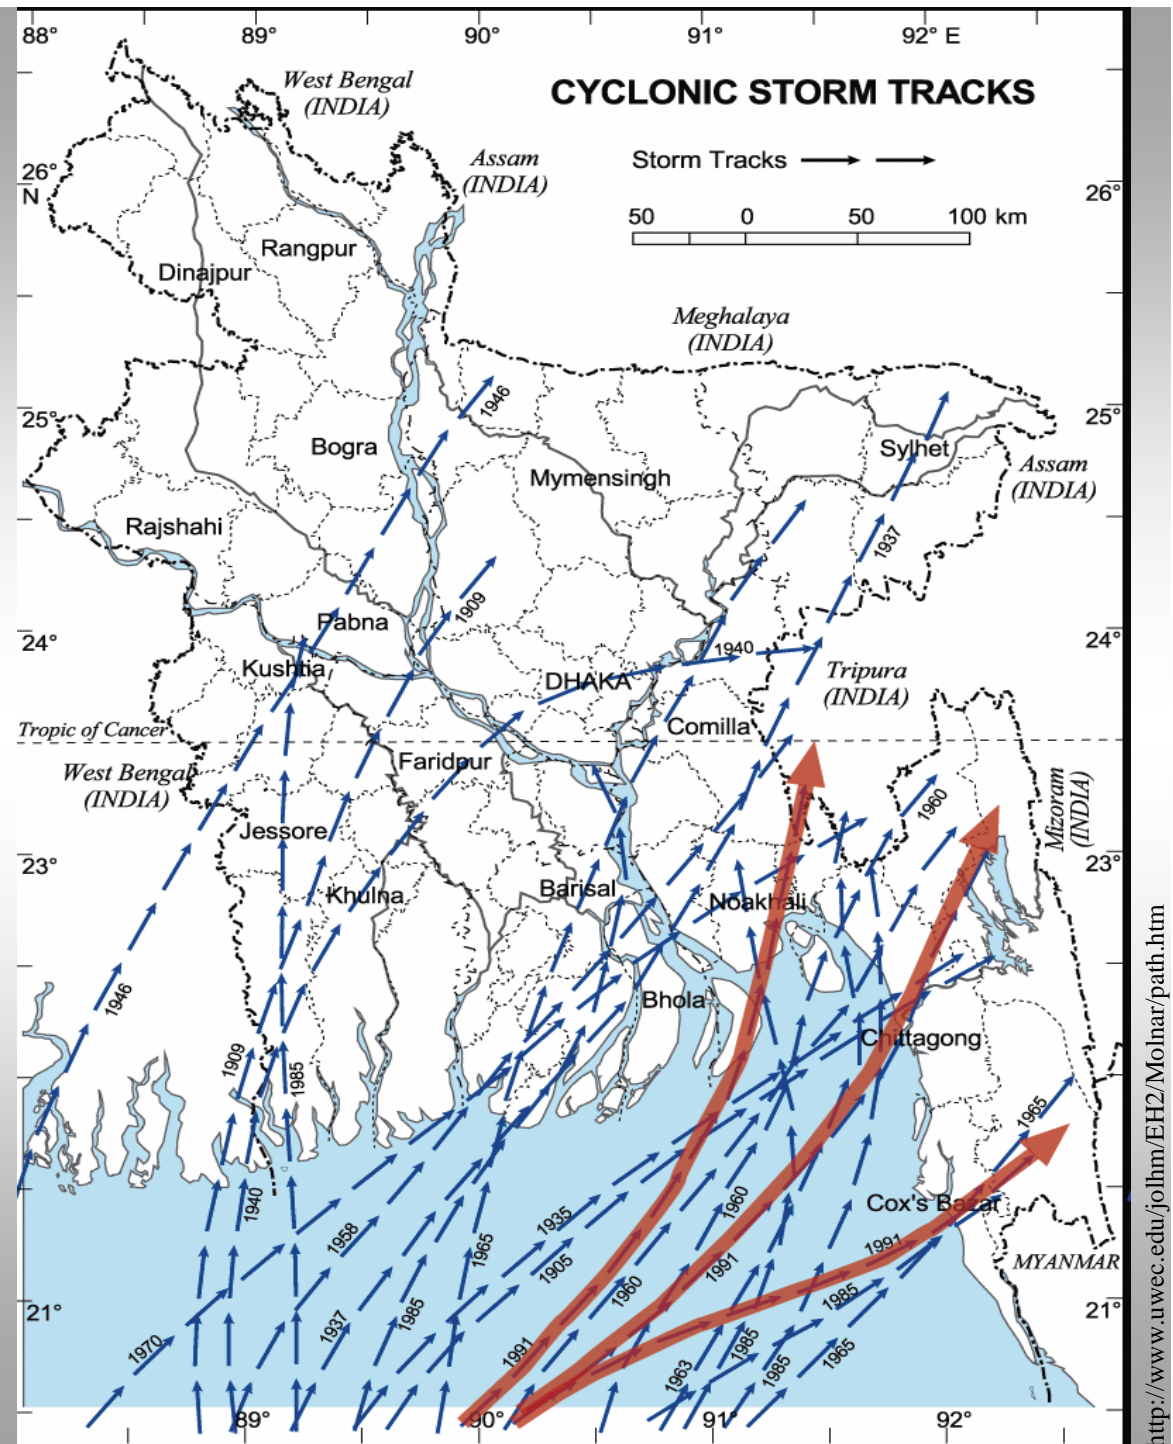 88°
89°
90°
91°
92° E
West Bengal
(INDIA)
CYCLONIC STORM TRACKS
Assam
(INDIA)
Storm Tracks
26°
N
26°
50 0 50 100 km
Rangpur
Dinajpur
Meghalaya
(INDIA)
1946
25°
25°
Bogra
Sylhet
Mymensingh
Assam
(INDIA)
Rajshahi
1937
1909
Pabna
24°
24°
1940
Kushtia
DHAKA
Tripura
(INDIA)
Tropic of Cancer
Comilla
West Bengal
(INDIA)
Faridpur
Mizoram
(INDIA)
1960
Jessore
23°
23°
Khulna
Barisal
Noakhali
1946
Bhola
Chittagong
1909
1985
1965
1940
1958
1965
1935
1905
1960
Cox's Bazar
1991
1991
MYANMAR
21°
21°
1970
1937
1985
1960
1985
1991
1963
1985
1985
1965
89°
90°
91°
92°
http://www.uwec.edu/jolhm/EH2/Molnar/path.htm